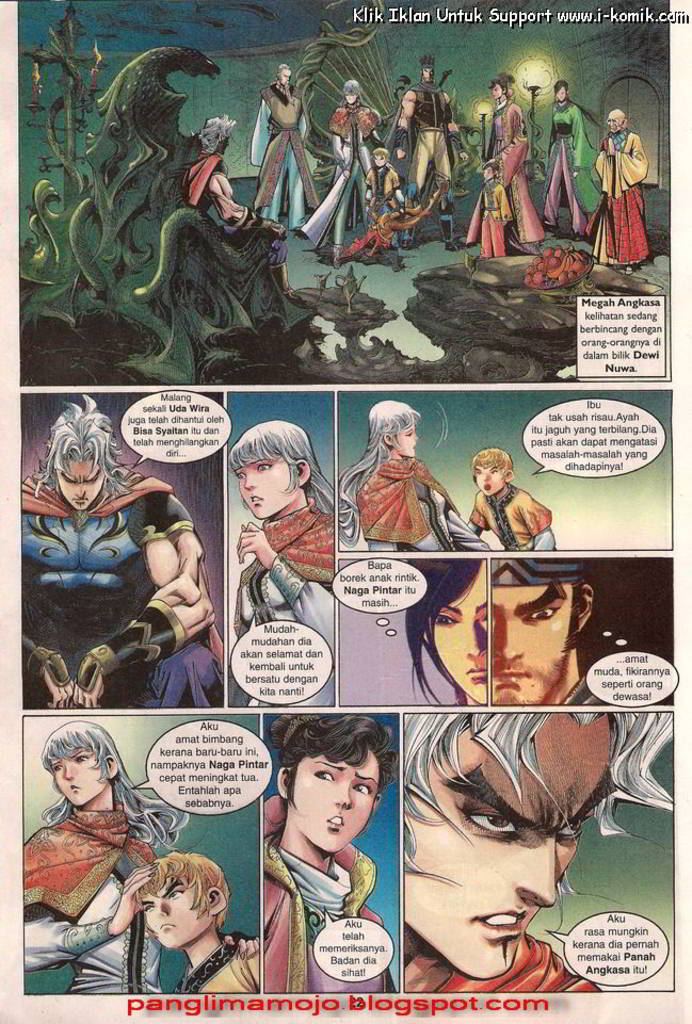 Klik Iklan Untuk Support www.i-komik.com
Megah Angkasa
kelihatan sedang
berbincang dengan
orang-orangnya di
dalam bilik Dewi
Nuwa.
Malang
sekali Uda Wira
juga telah dihantui oleh
Bisa Syaitan itu dan
telah menghilangkan
diri...
Mudah-
mudahan dia
akan selamat dan
kembali untuk
bersatu dengan
kita nanti!
Ibu
tak usah risau.Ayah
itu jaguh yang terbilang.Dia
pasti akan dapat mengatasi
masalah-masalah yang
dihadapinya!
Bapa
borek anak rintik.
Naga Pintar itu
masih...
...amat
muda, fikirannya
seperti orang
dewasa!
Aku
amat bimbang
kerana baru-baru ini,
nampaknya Naga Pintar
cepat meningkat tua.
Entahlah apa
sebabnya.
Aku
telah
memeriksanya.
Badan dia
sihat!
Aku
rasa mungkin
kerana dia pernah
memakai Panah
Angkasa itu!
22
panglimamojo.blogspot.com